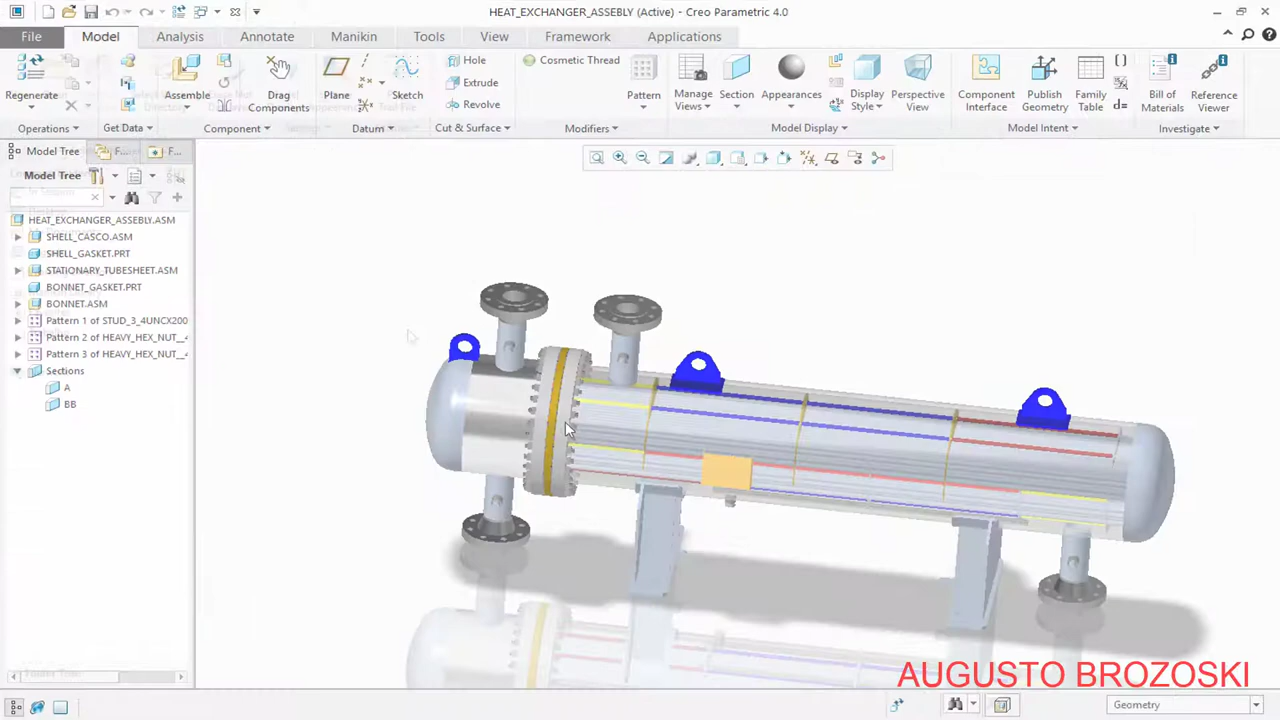 HEAT_EXCHANGER_ASSEBLY (Active) - Creo Parametric 4.0
File Model Analysis Annotate Manikin Tools View Framework Applications
Regenerate
Assemble
Drag Components
Plane
Sketch
Hole
Extrude
Revolve
Cosmetic Thread
Pattern
Manage Views
Section
Appearances
Display Style
Perspective View
Component Interface
Publish Geometry
Family Table
d=
Bill of Materials
Reference Viewer
Operations Get Data Component Datum Cut & Surface Modifiers Model Display Model Intent Investigate
Model Tree F... F...
Model Tree
HEAT_EXCHANGER_ASSEBLY.ASM
SHELL_CASCO.ASM
SHELL_GASKET.PRT
STATIONARY_TUBESHEET.ASM
BONNET_GASKET.PRT
BONNET.ASM
Pattern 1 of STUD_3_4UNCX200
Pattern 2 of HEAVY_HEX_NUT__4
Pattern 3 of HEAVY_HEX_NUT__4
Sections
A
BB
AUGUSTO BROZOSKI
Geometry